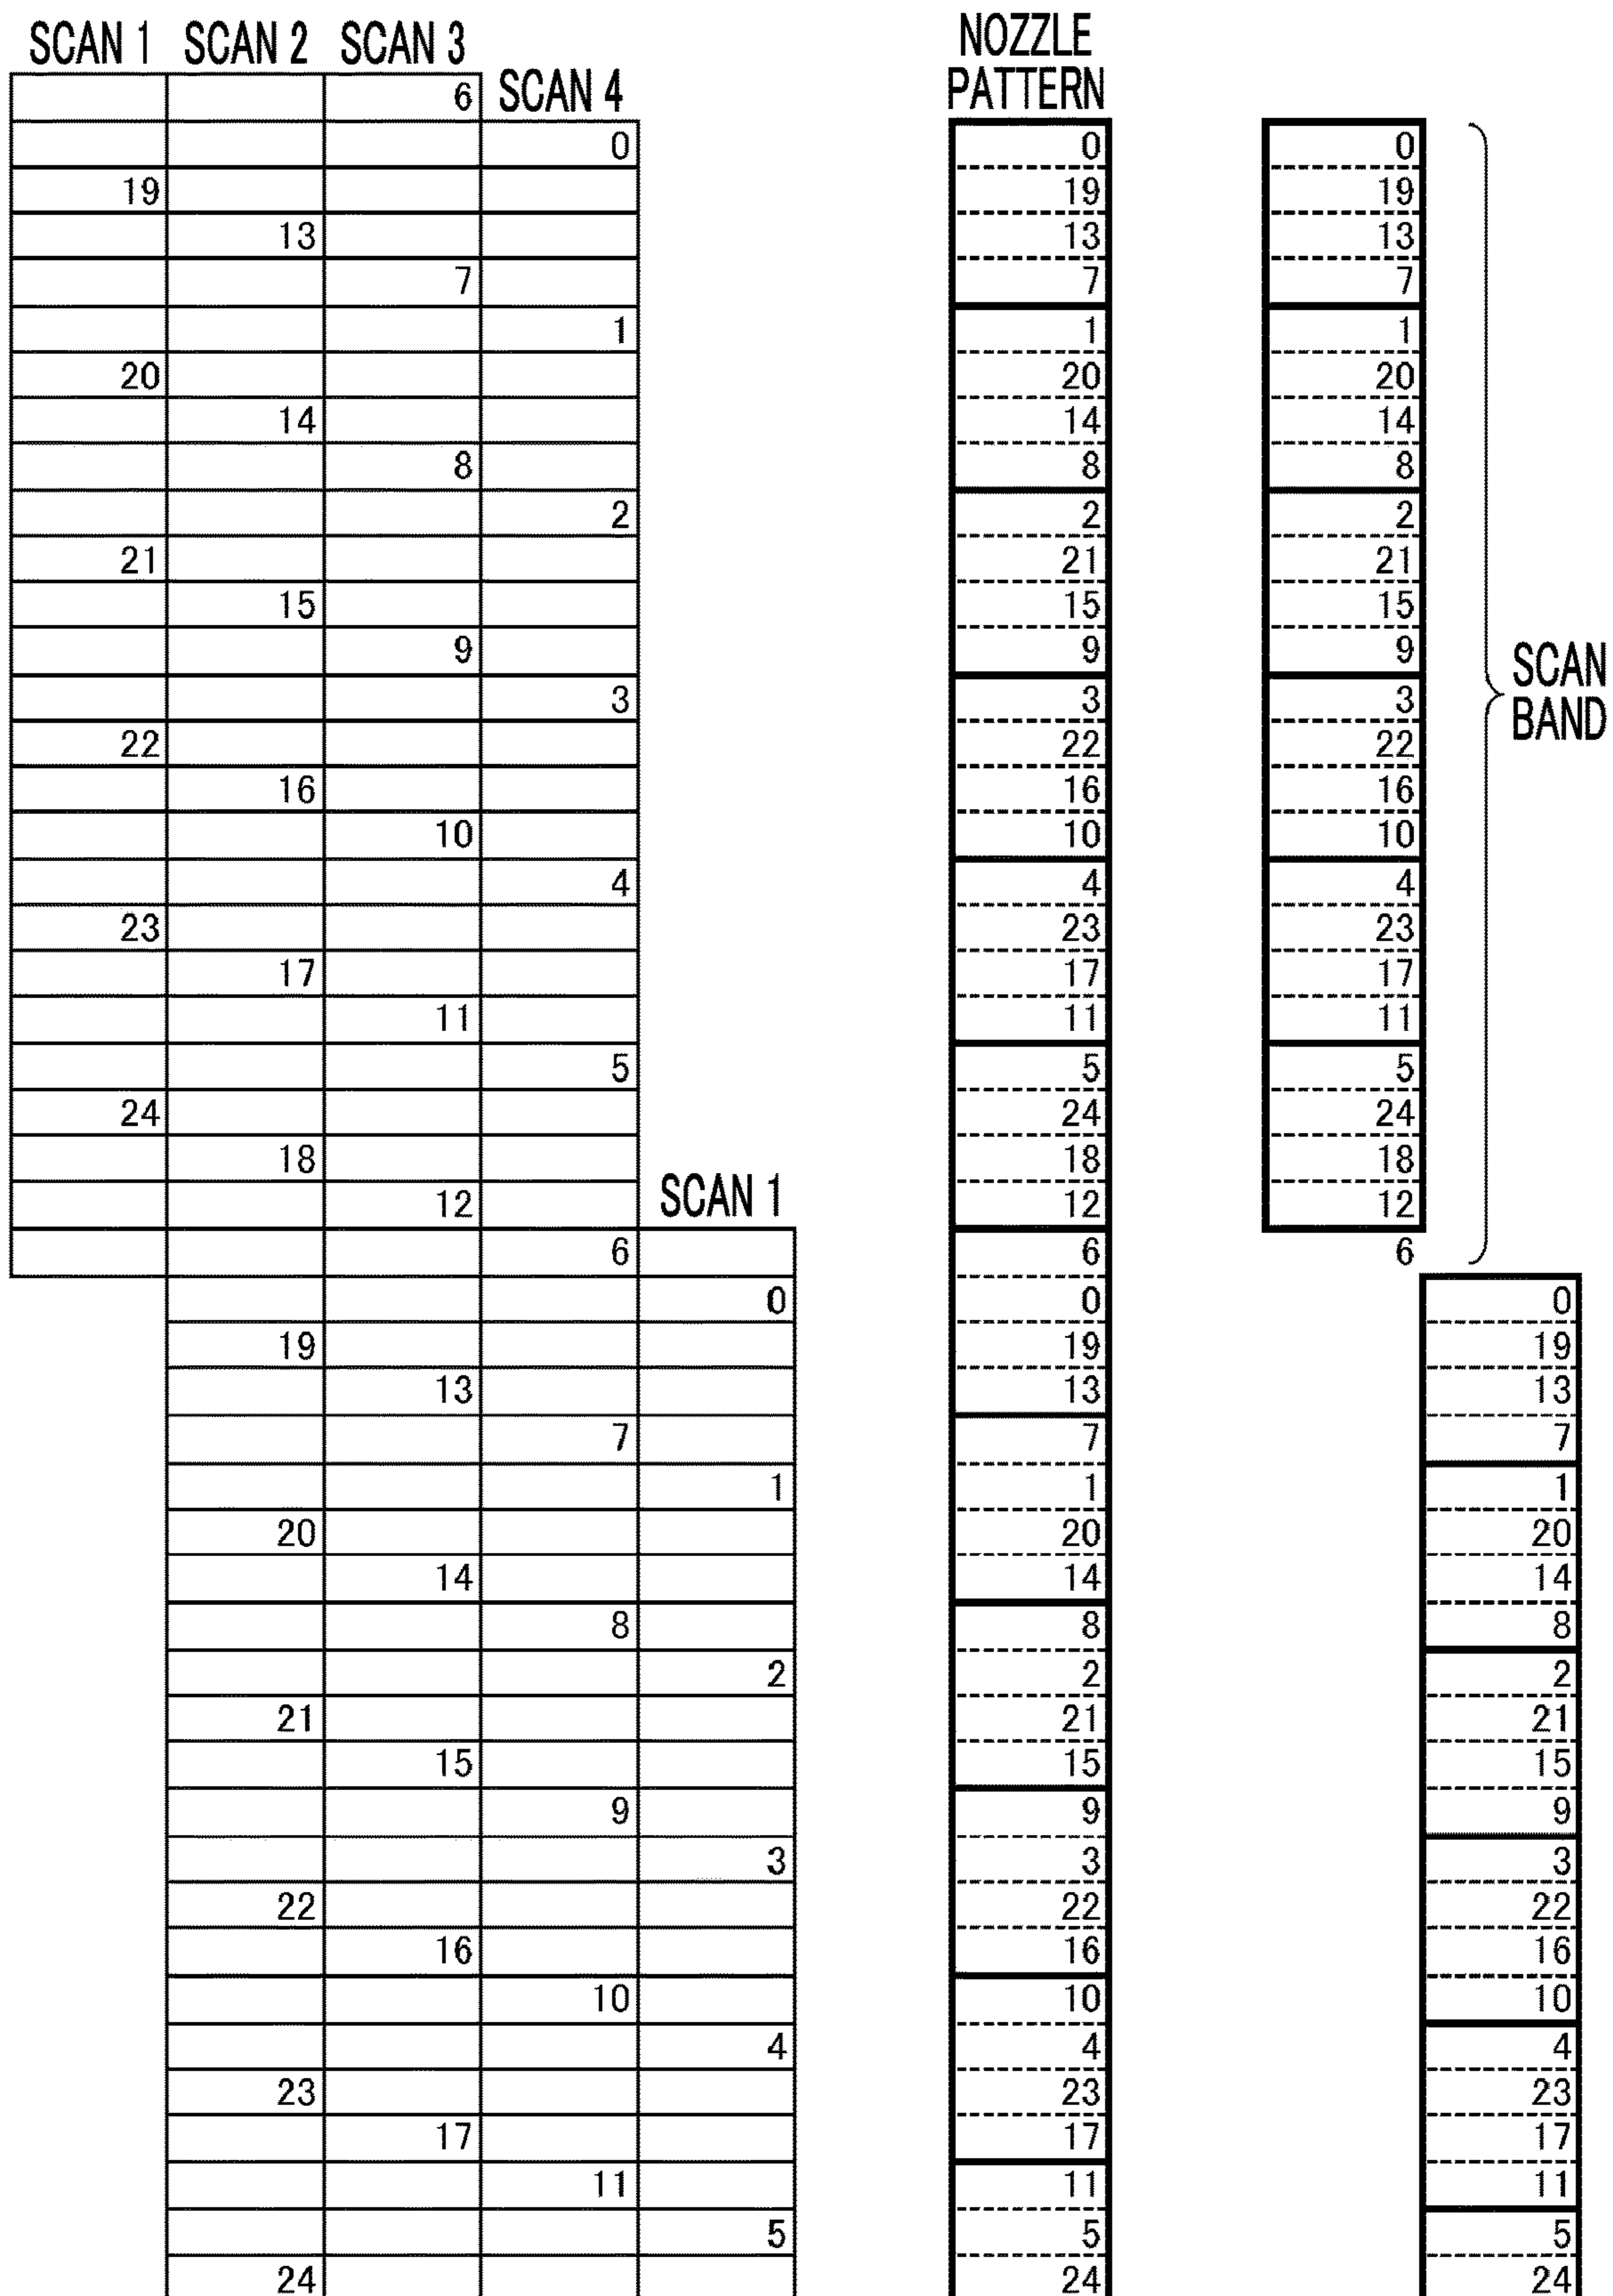 SCAN 1 SCAN 2 SCAN 3 NOZZLE
6 SCAN 4 PATTERN
0 0 0
19 19 19
13 13 13
7 7 7
1 1 1
20 20 20
14 14 14
8 8 8
2 2 2
21 21 21
15 15 15
9 9 9
SCAN
BAND
3 3 3
22 22 22
16 16 16
10 10 10
4 4 4
23 23 23
17 17 17
11 11 11
5 5 5
24 24 24
18 18 18
12 SCAN 1 12 12
6 6 6
0 0 0
19 19 19
13 13 13
7 7 7
1 1 1
20 20 20
14 14 14
8 8 8
2 2 2
21 21 21
15 15 15
9 9 9
3 3 3
22 22 22
16 16 16
10 10 10
4 4 4
23 23 23
17 17 17
11 11 11
5 5 5
24 24 24